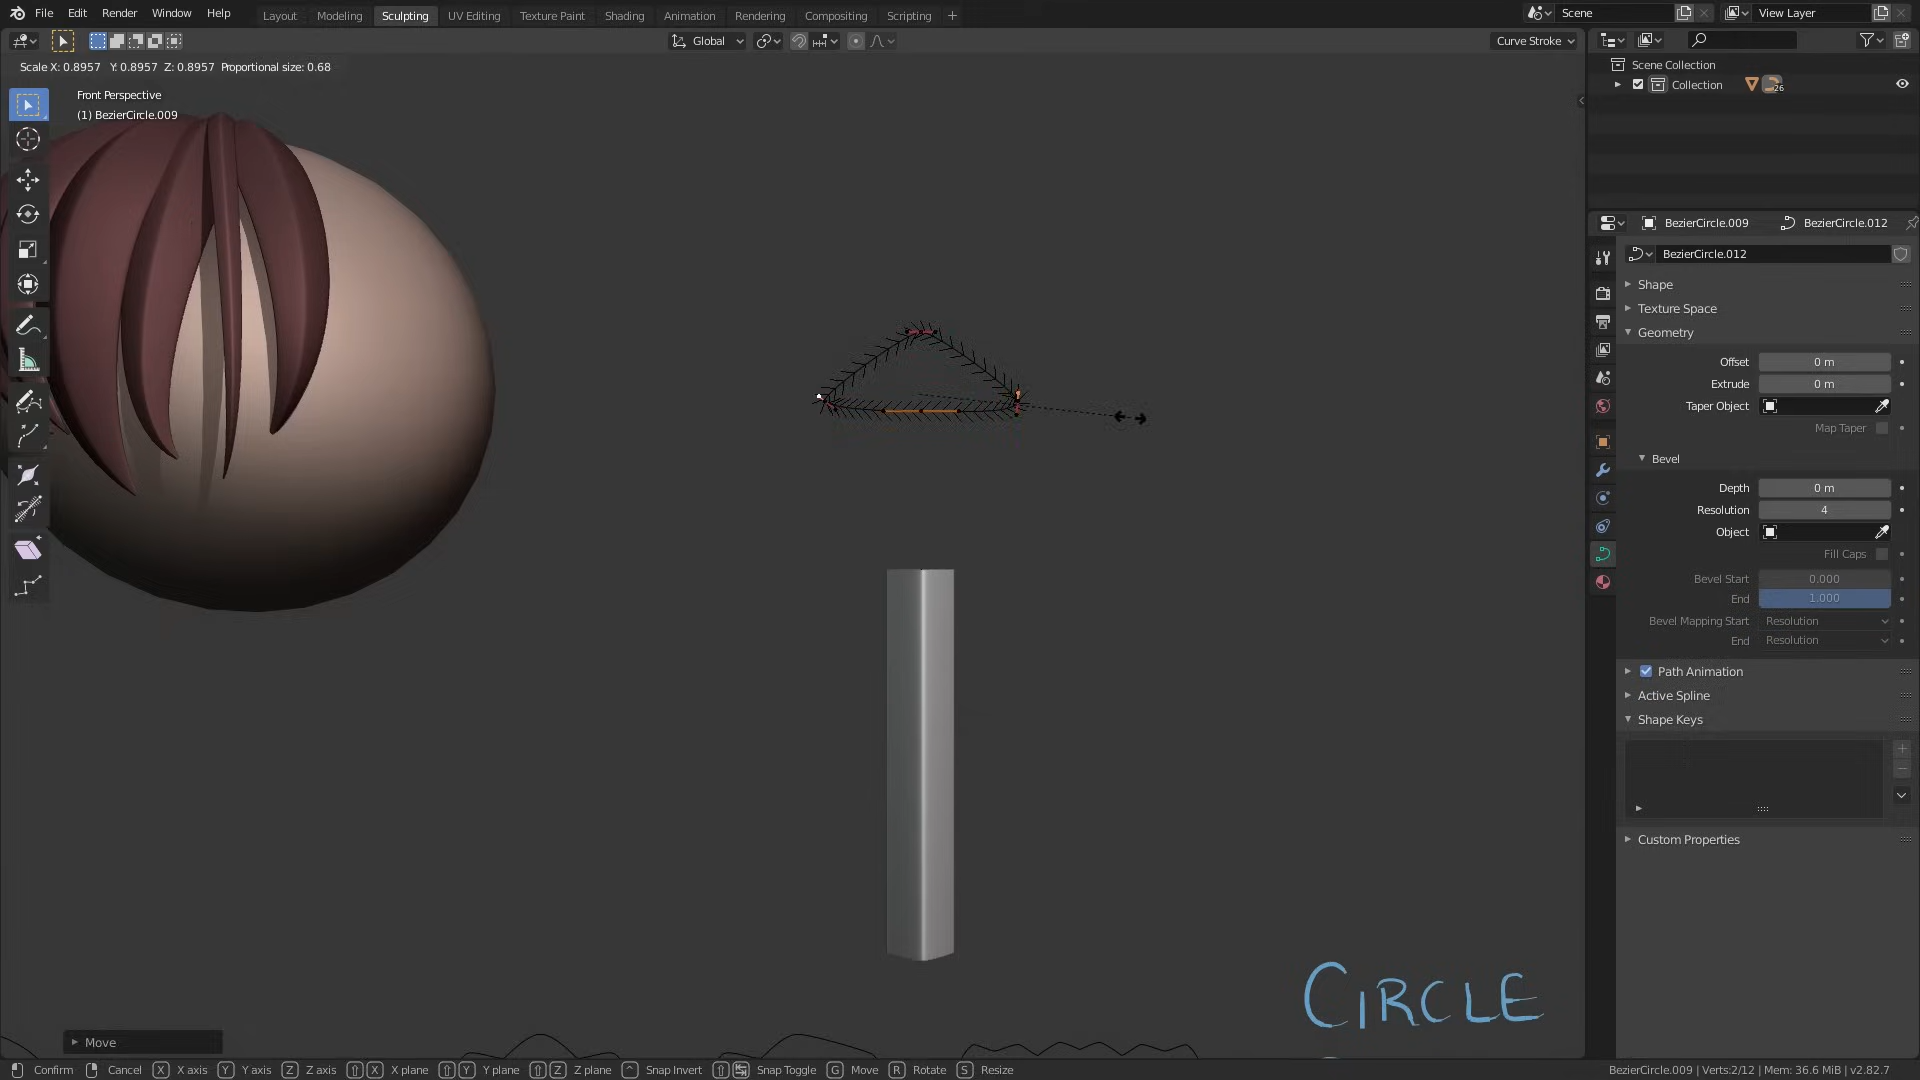 File Edit Render Window Help Layout Modeling Sculpting UV Editing Texture Paint Shading Animation Rendering Compositing Scripting + Scene View Layer
Global Curve Stroke
Scale X: 0.8957 Y: 0.8957 Z: 0.8957 Proportional size: 0.68
Front Perspective
(1) BezierCircle.009
Scene Collection
Collection 26
BezierCircle.009 BezierCircle.012
BezierCircle.012
Shape
Texture Space
Geometry
Offset 0 m
Extrude 0 m
Taper Object
Map Taper
Bevel
Depth 0 m
Resolution 4
Object
Fill Caps
Bevel Start 0.000
End 1.000
Bevel Mapping Start Resolution
End Resolution
Path Animation
Active Spline
Shape Keys
Custom Properties
CIRCLE
Move
Confirm Cancel X X axis Y Y axis Z Z axis X X plane Y Y plane Z Z plane Snap Invert Snap Toggle G Move R Rotate S Resize BezierCircle.009 | Verts:2/12 | Mem: 36.6 MiB | v2.82.7